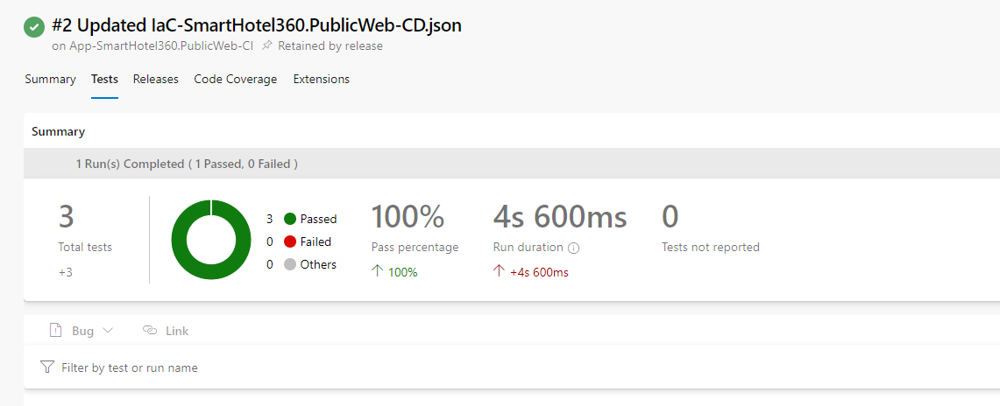 #2 Updated IaC-SmartHotel360.PublicWeb-CD.json
on App-SmartHotel360.PublicWeb-CI Retained by release
Summary Tests Releases Code Coverage Extensions
Summary
1 Run(s) Completed ( 1 Passed, 0 Failed )
3
Total tests
+3
3 Passed
0 Failed
0 Others
100%
Pass percentage
100%
4s 600ms
Run duration
+4s 600ms
0
Tests not reported
Bug Link
Filter by test or run name